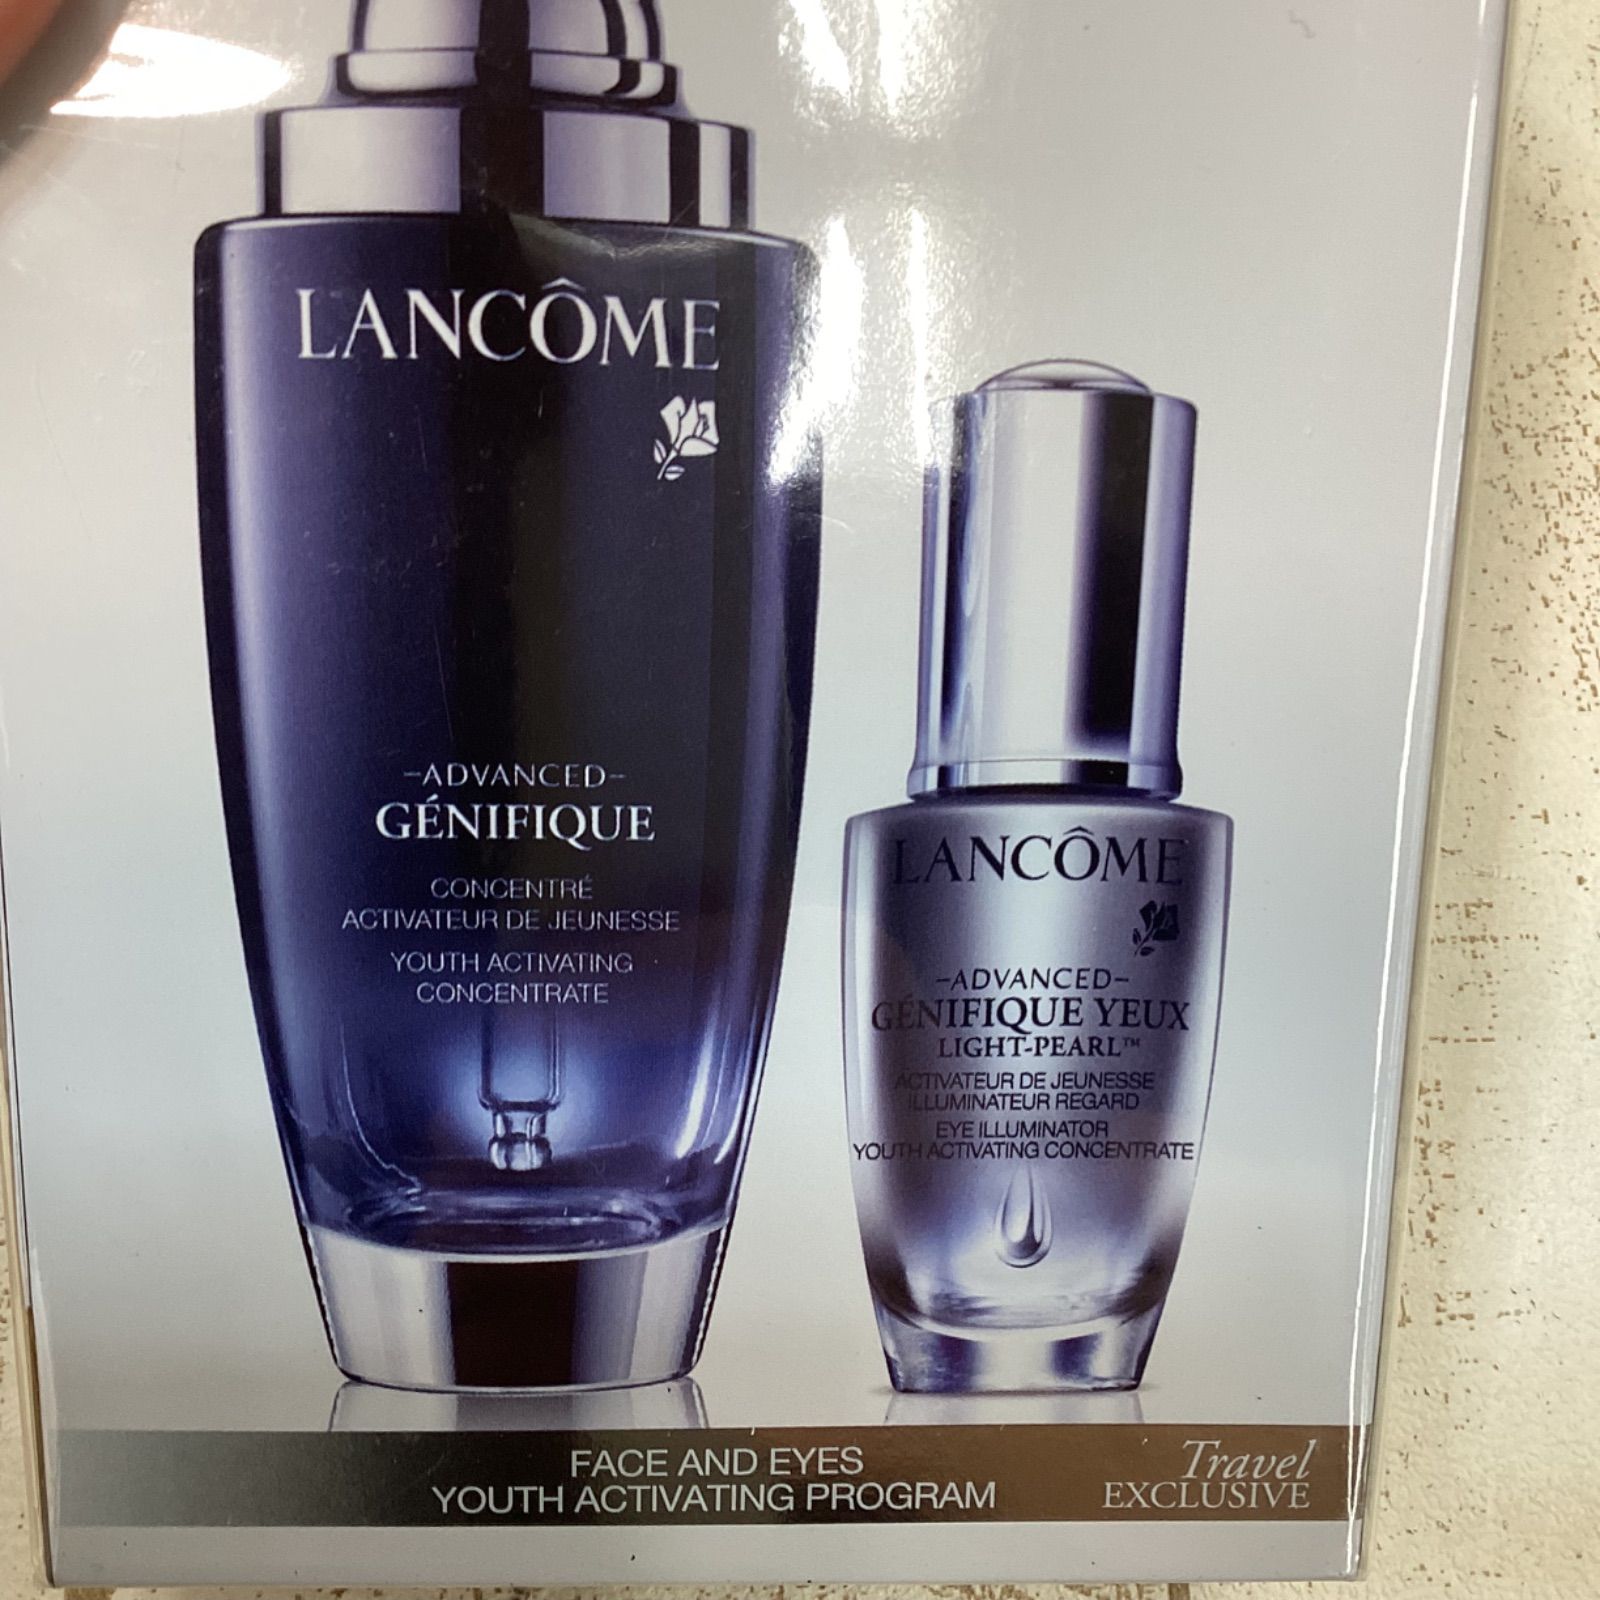 LANCÔME
-ADVANCED-
GÉNIFIQUE
CONCENTRÉ
ACTIVATEUR DE JEUNESSE
YOUTH ACTIVATING
CONCENTRATE
LANCÔME
-ADVANCED-
GÉNIFIQUE YEUX
LIGHT-PEARL™
ACTIVATEUR DE JEUNESSE
ILLUMINATEUR REGARD
EYE ILLUMINATOR
YOUTH ACTIVATING CONCENTRATE
FACE AND EYES
YOUTH ACTIVATING PROGRAM
Travel
EXCLUSIVE